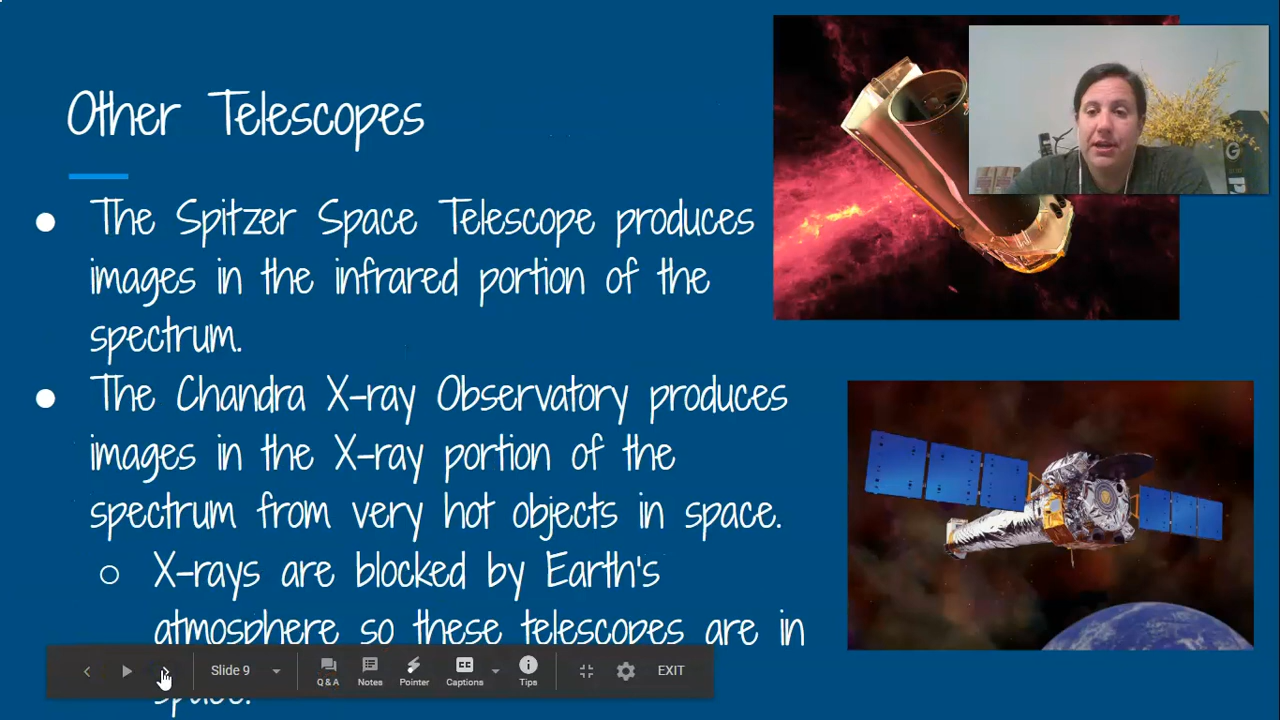 Other Telescopes
● The Spitzer Space Telescope produces
images in the infrared portion of the
spectrum.
● The Chandra X-ray Observatory produces
images in the X-ray portion of the
spectrum from very hot objects in space.
○ X-rays are blocked by Earth's
atmosphere so these telescopes are in
space.
Slide 9 Q & A Notes Pointer CC Captions Tips EXIT
G